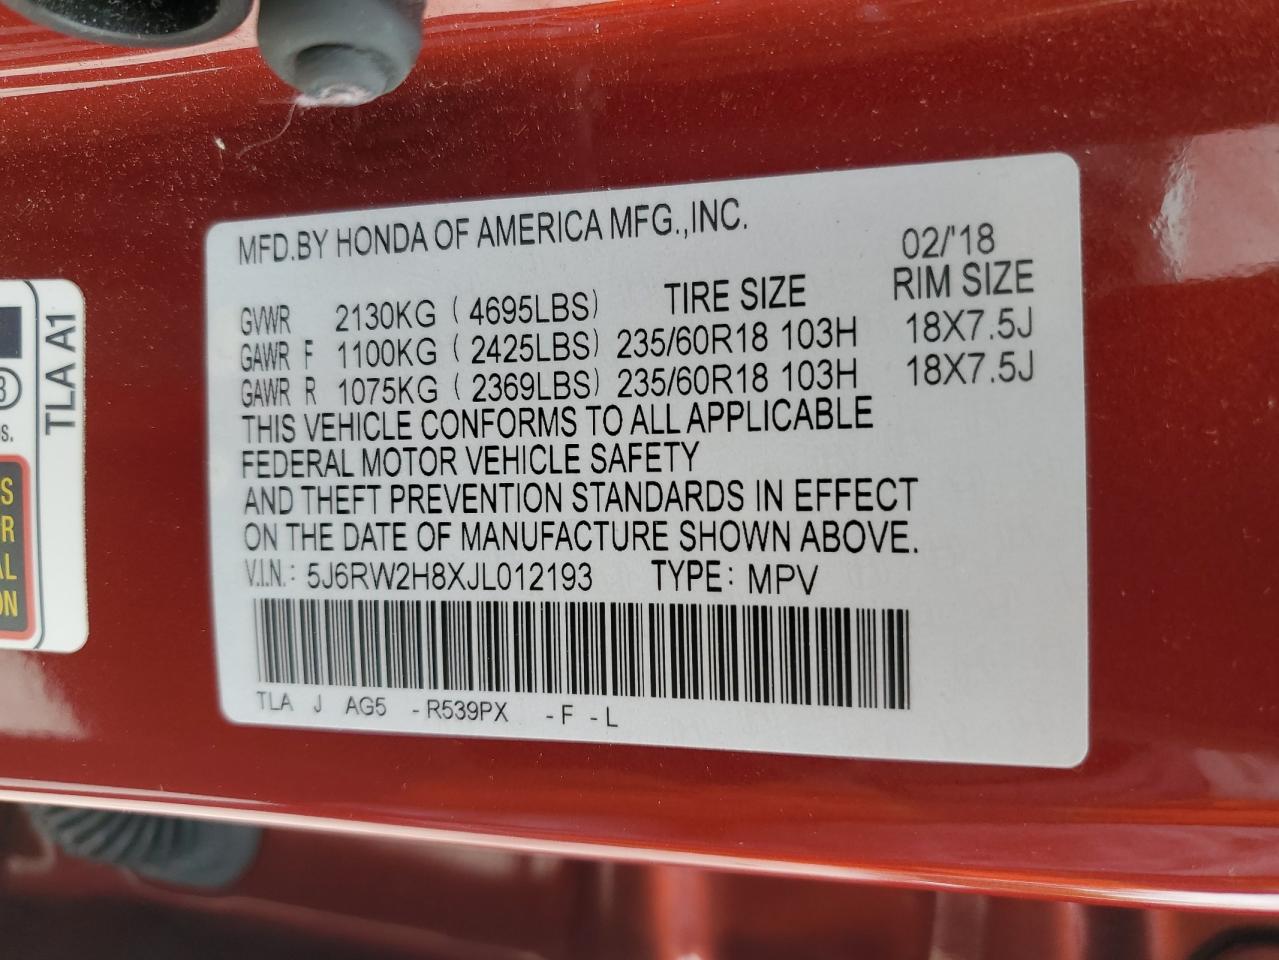 MFD.BY HONDA OF AMERICA MFG.,INC.
02/'18
TIRE SIZE RIM SIZE
GVWR 2130KG ( 4695LBS)
GAWR F 1100KG ( 2425LBS) 235/60R18 103H 18X7.5J
GAWR R 1075KG ( 2369LBS) 235/60R18 103H 18X7.5J
THIS VEHICLE CONFORMS TO ALL APPLICABLE
FEDERAL MOTOR VEHICLE SAFETY
AND THEFT PREVENTION STANDARDS IN EFFECT
ON THE DATE OF MANUFACTURE SHOWN ABOVE.
V.I.N.: 5J6RW2H8XJL012193 TYPE: MPV
TLA J AG5 -R539PX -F -L
TLA A1